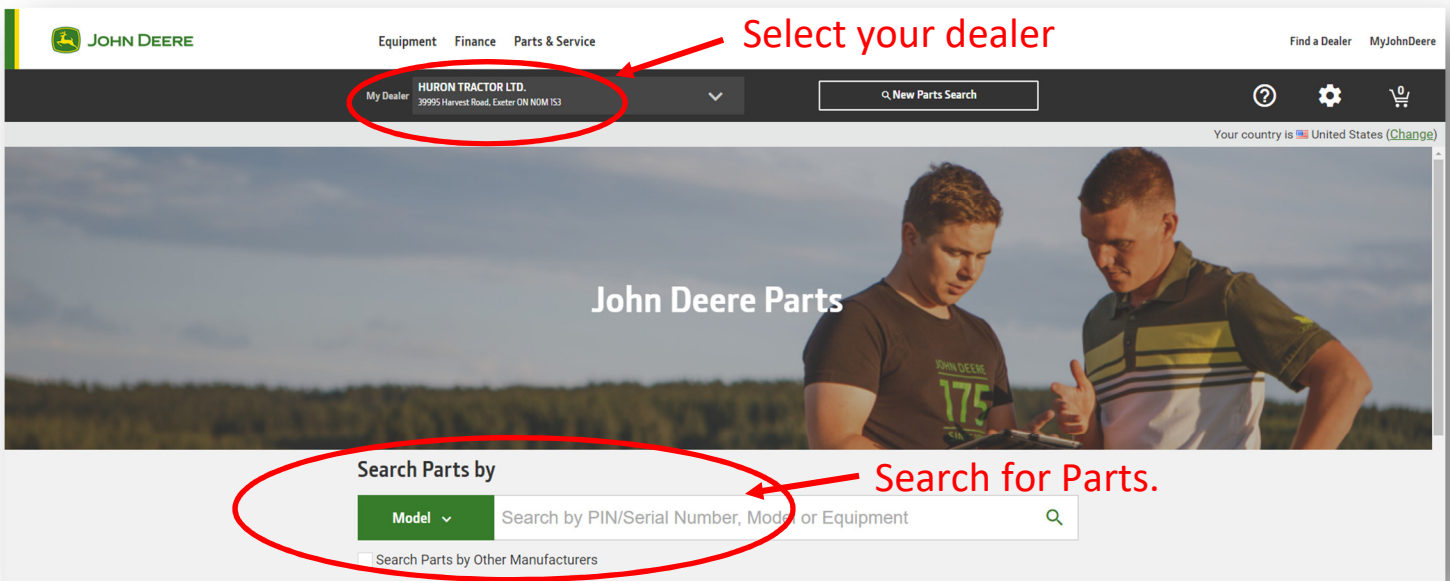 Select your dealer
JOHN DEERE
Equipment Finance Parts & Service
Find a Dealer MyJohnDeere
My Dealer
HURON TRACTOR LTD.
39995 Harvest Road, Exeter ON N0M 1S3
New Parts Search
0
Your country is United States (Change)
John Deere Parts
JOHN DEERE
175
Search Parts by
Search for Parts.
Model
Search by PIN/Serial Number, Model or Equipment
Search Parts by Other Manufacturers